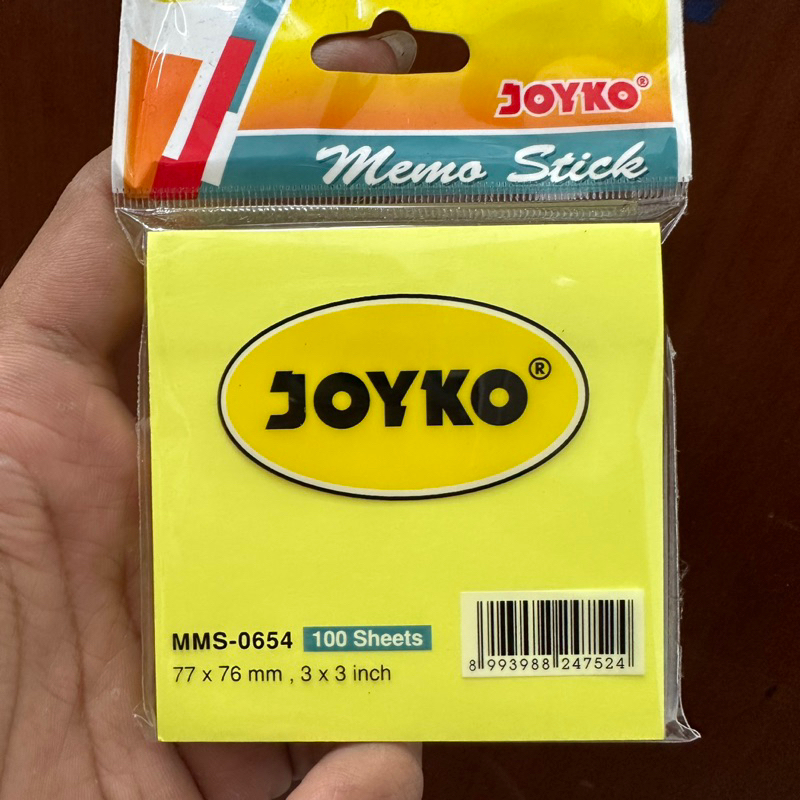 JOYKO®
Memo Stick
JOYKO®
MMS-0654 100 Sheets
77 x 76 mm , 3 x 3 inch
8 993988 247524